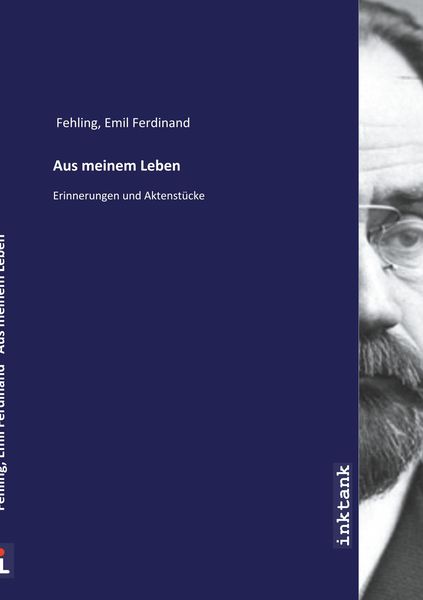 Fehling, Emil Ferdinand
Aus meinem Leben
Erinnerungen und Aktenstücke
Fehling, Emil Ferdinand Aus meinem Leben
inktank